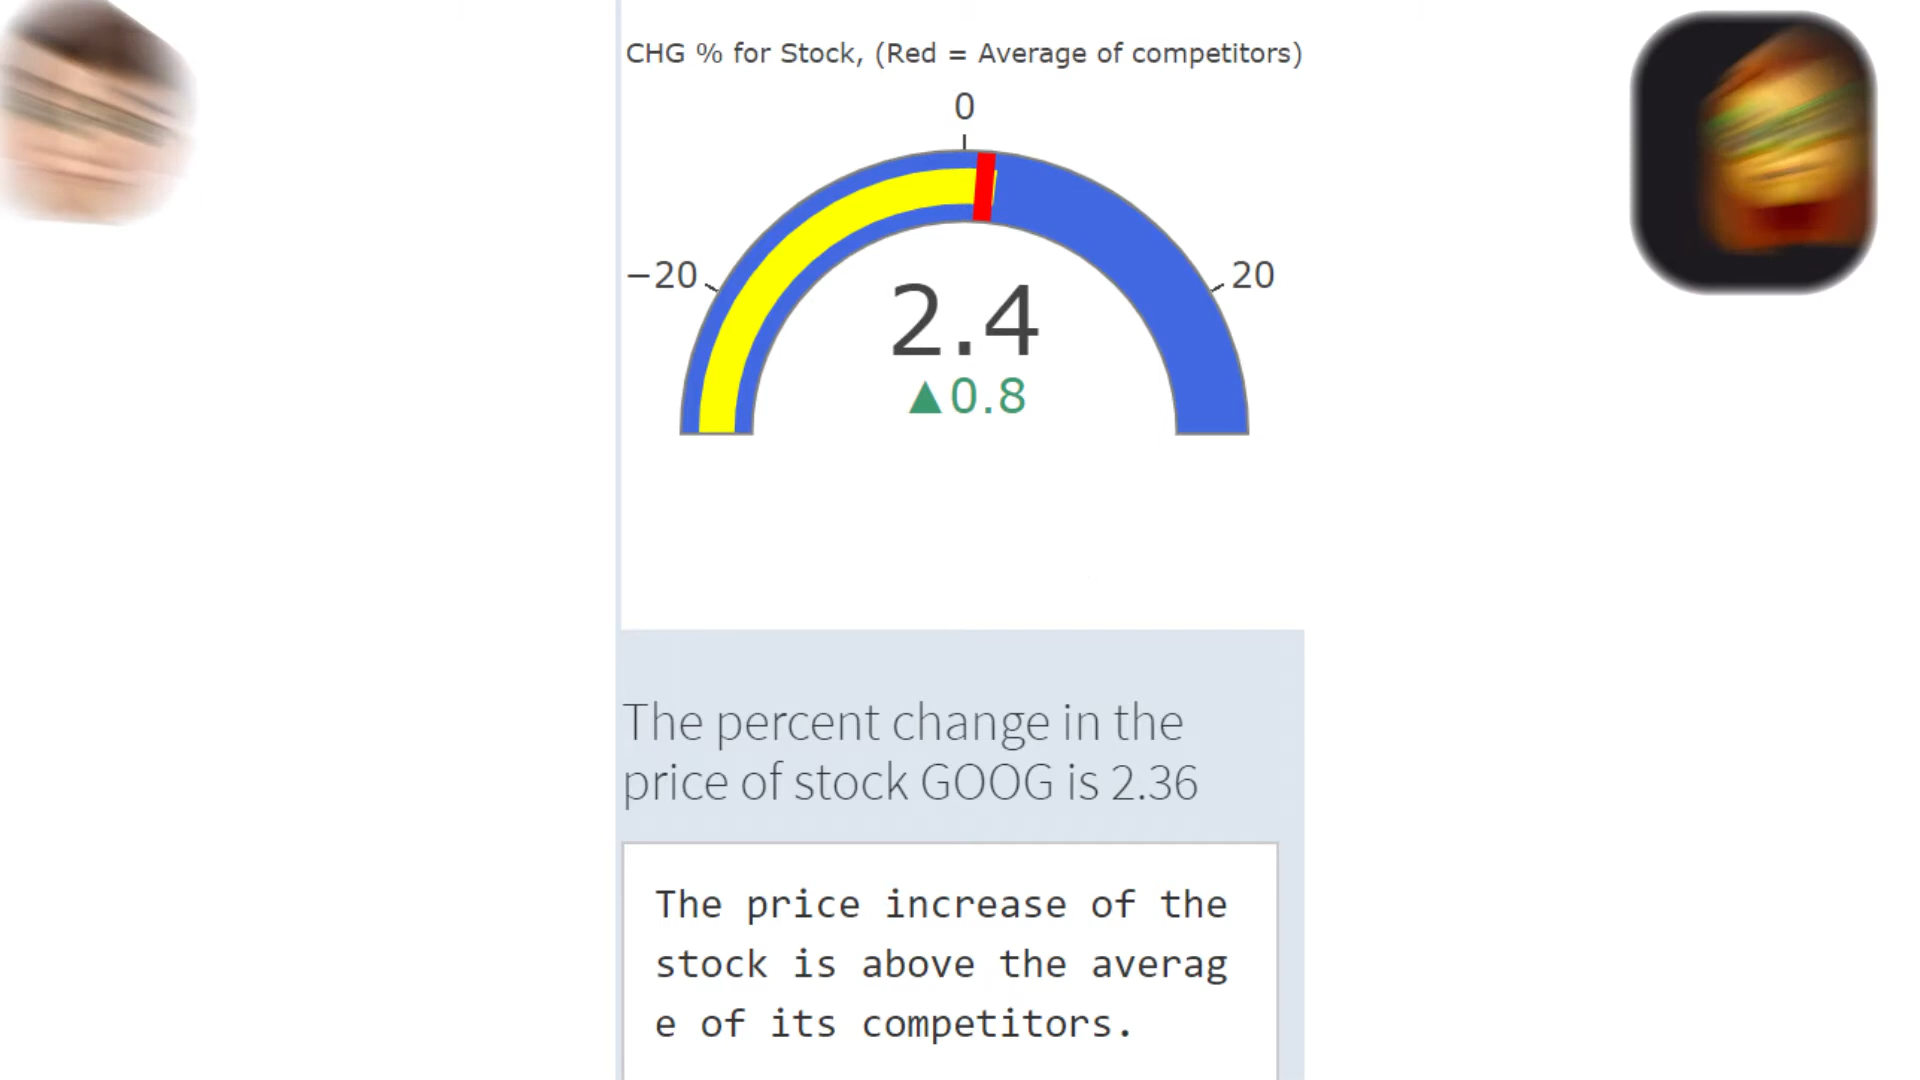 CHG % for Stock, (Red = Average of competitors)
0
−20
20
2.4
▲0.8
The percent change in the
price of stock GOOG is 2.36
The price increase of the
stock is above the averag
e of its competitors.